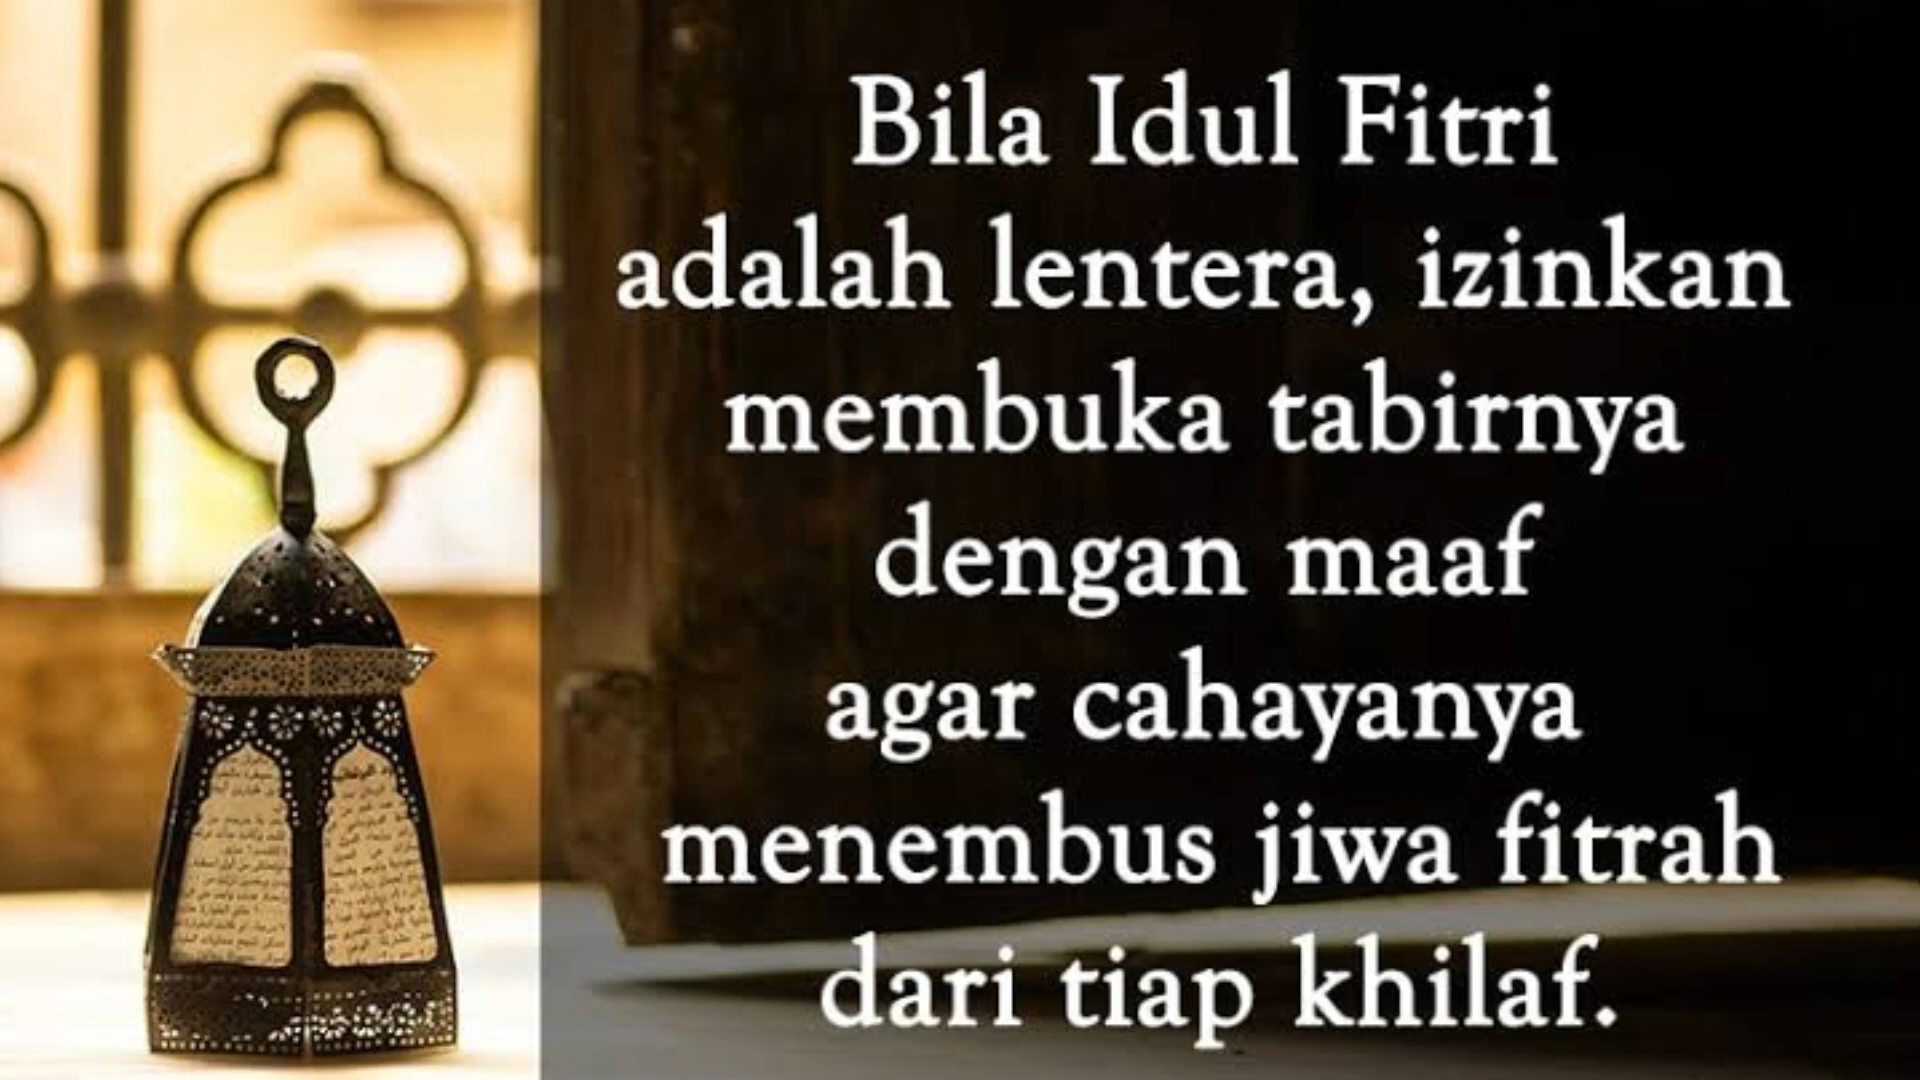 Bila Idul Fitri
adalah lentera, izinkan
membuka tabirnya
dengan maaf
agar cahayanya
menembus jiwa fitrah
dari tiap khilaf.